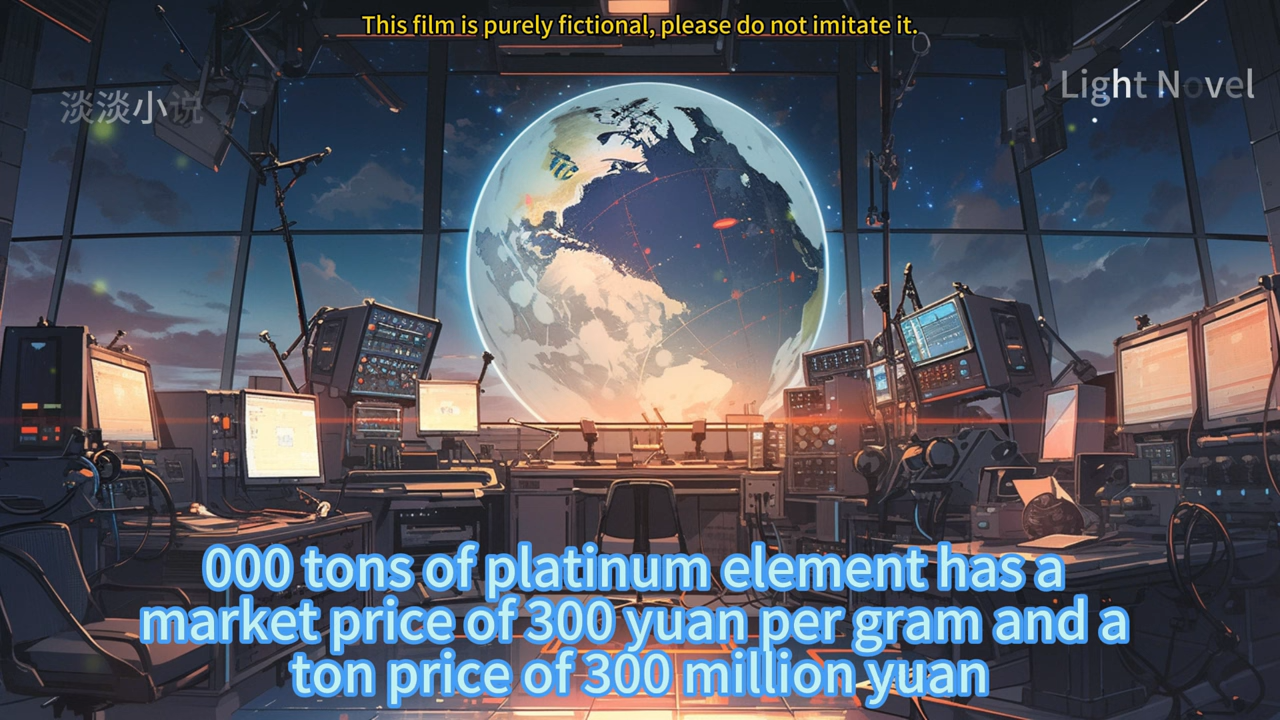 This film is purely fictional, please do not imitate it.
淡淡小说
Light Novel
000 tons of platinum element has a
market price of 300 yuan per gram and a
ton price of 300 million yuan